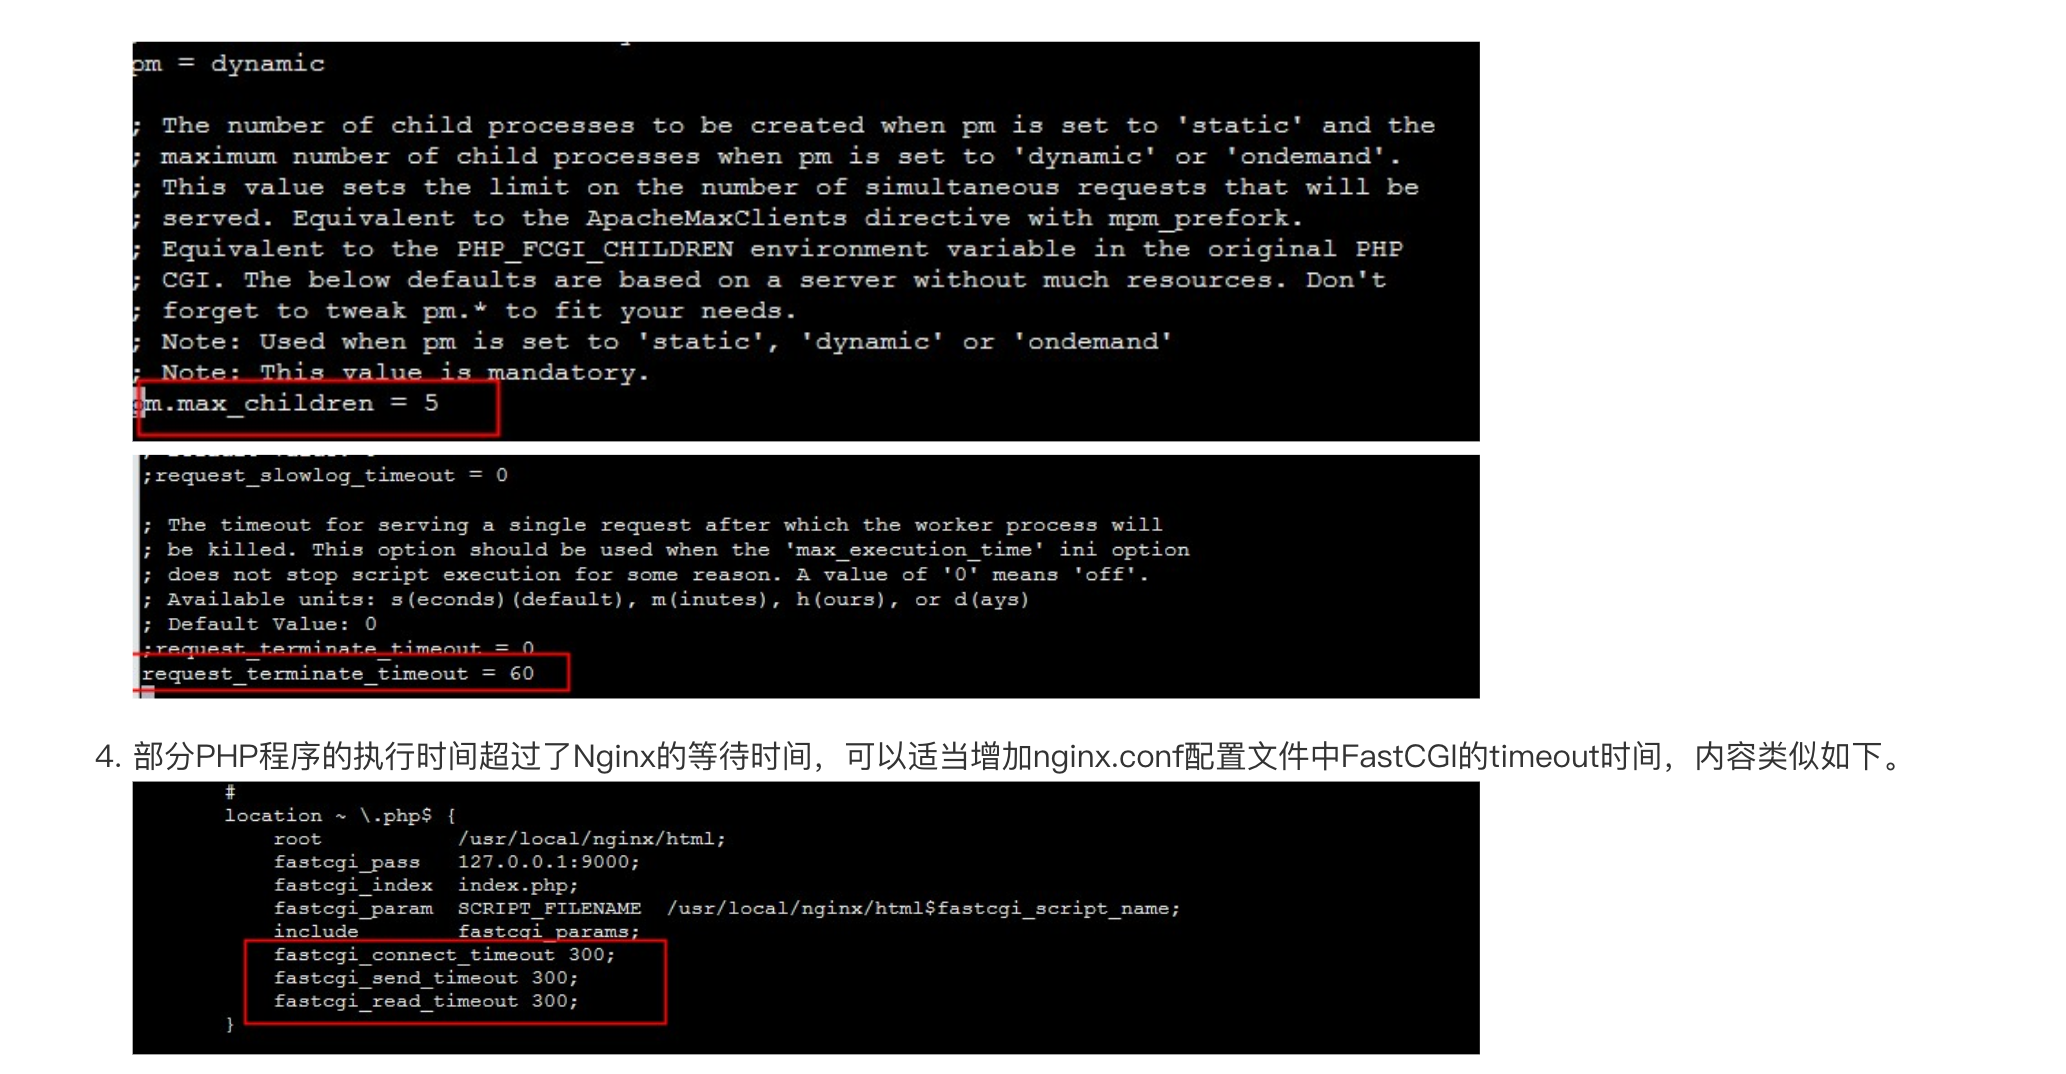 pm = dynamic
; The number of child processes to be created when pm is set to 'static' and the
; maximum number of child processes when pm is set to 'dynamic' or 'ondemand'.
; This value sets the limit on the number of simultaneous requests that will be
; served. Equivalent to the ApacheMaxClients directive with mpm_prefork.
; Equivalent to the PHP_FCGI_CHILDREN environment variable in the original PHP
; CGI. The below defaults are based on a server without much resources. Don't
; forget to tweak pm.* to fit your needs.
; Note: Used when pm is set to 'static', 'dynamic' or 'ondemand'
; Note: This value is mandatory.
pm.max_children = 5
;request_slowlog_timeout = 0
; The timeout for serving a single request after which the worker process will
; be killed. This option should be used when the 'max_execution_time' ini option
; does not stop script execution for some reason. A value of '0' means 'off'.
; Available units: s(econds)(default), m(inutes), h(ours), or d(ays)
; Default Value: 0
;request_terminate_timeout = 0
request_terminate_timeout = 60
4. 部分PHP程序的执行时间超过了Nginx的等待时间，可以适当增加nginx.conf配置文件中FastCGI的timeout时间，内容类似如下。
#
location ~ \.php$ {
root /usr/local/nginx/html;
fastcgi_pass 127.0.0.1:9000;
fastcgi_index index.php;
fastcgi_param SCRIPT_FILENAME /usr/local/nginx/html$fastcgi_script_name;
include fastcgi_params;
fastcgi_connect_timeout 300;
fastcgi_send_timeout 300;
fastcgi_read_timeout 300;
}